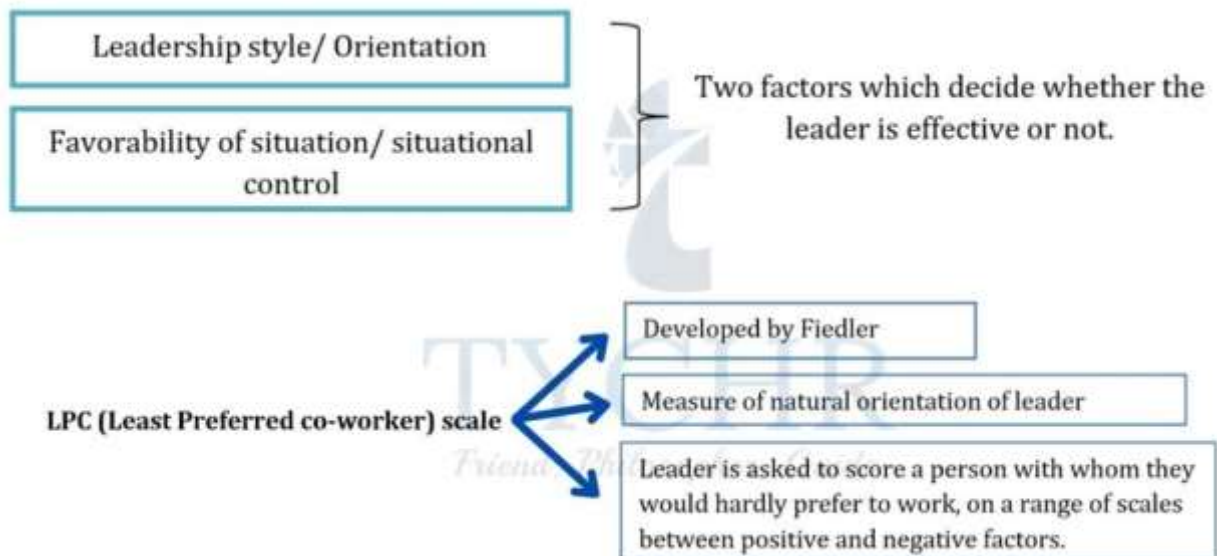 Leadership style/ Orientation
Favorability of situation/ situational
control
Two factors which decide whether the
leader is effective or not.
TYCHR
Developed by Fiedler
LPC (Least Preferred co-worker) scale
Measure of natural orientation of leader
Friend
Leader is asked to score a person with whom they
would hardly prefer to work, on a range of scales
between positive and negative factors.